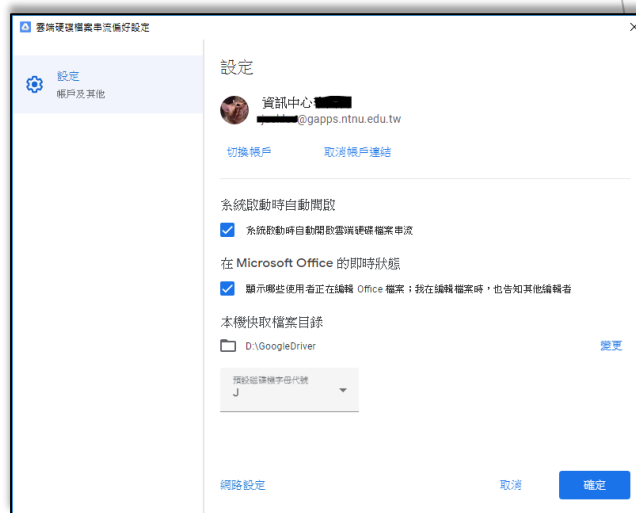 雲端硬碟檔案串流偏好設定
設定
帳戶及其他
設定
資訊中心
@gapps.ntnu.edu.tw
切換帳戶 取消帳戶連結
系統啟動時自動開啟
系統啟動時自動開啟雲端硬碟檔案串流
在 Microsoft Office 的即時狀態
顯示哪些使用者正在編輯 Office 檔案；我在編輯檔案時，也告知其他編輯者
本機快取檔案目錄
D:\GoogleDriver 變更
預設磁碟機字母代號
J
網路設定 取消 確定